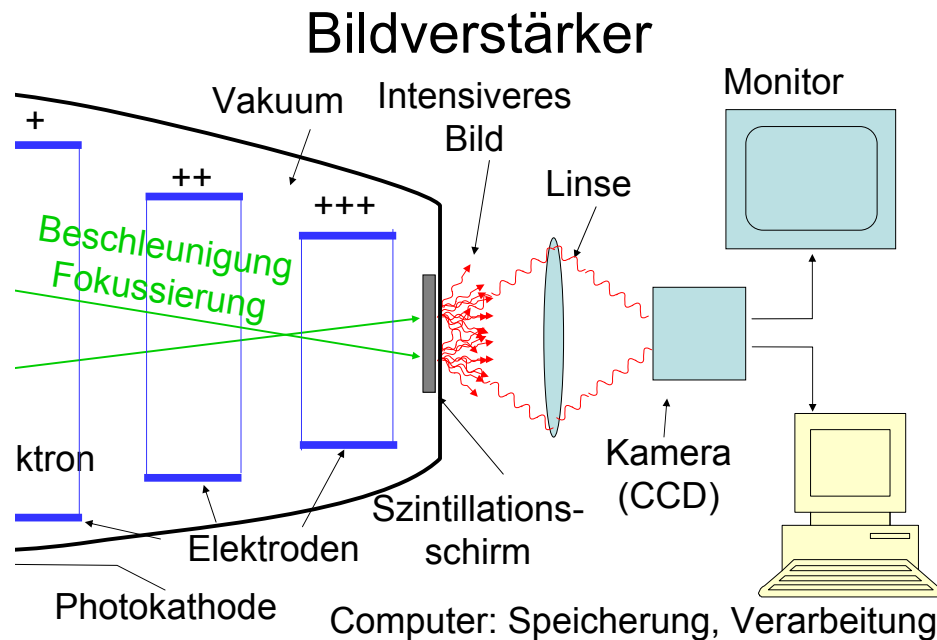 Bildverstärker
Vakuum
Intensiveres
Bild
Monitor
+
++
+++
Linse
Beschleunigung
Fokussierung
ktron
Kamera
(CCD)
Szintillations-
schirm
Elektroden
Photokathode
Computer: Speicherung, Verarbeitung